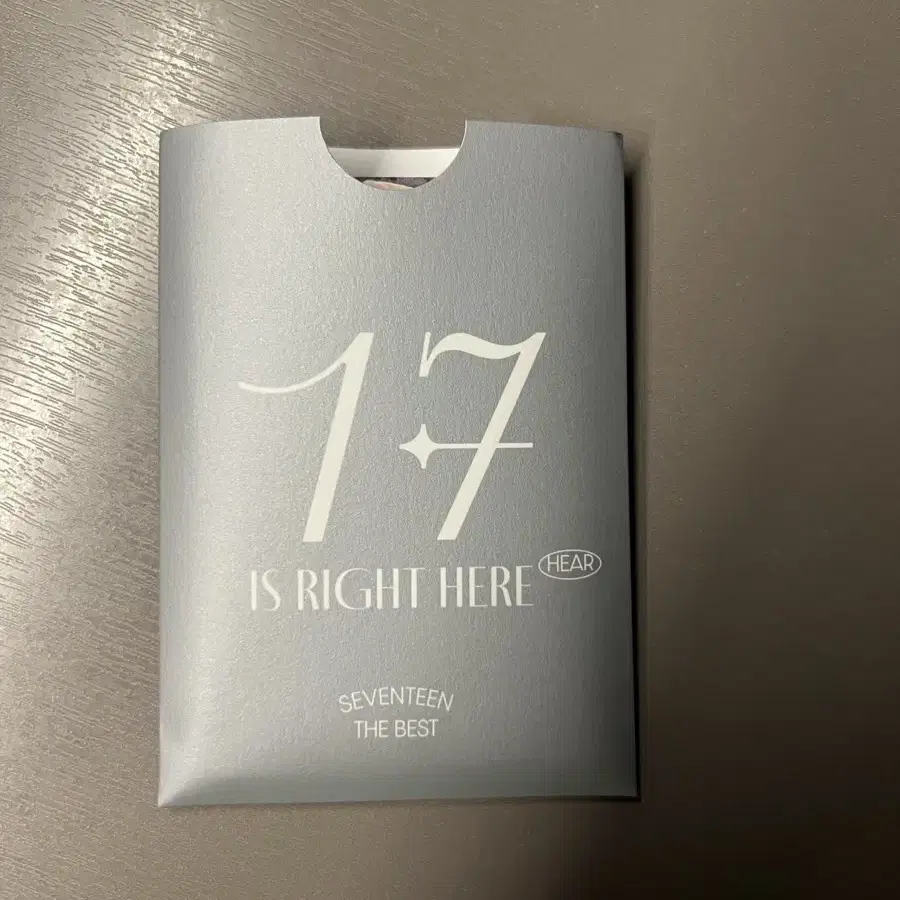 17
IS RIGHT HERE HEAR
SEVENTEEN
THE BEST